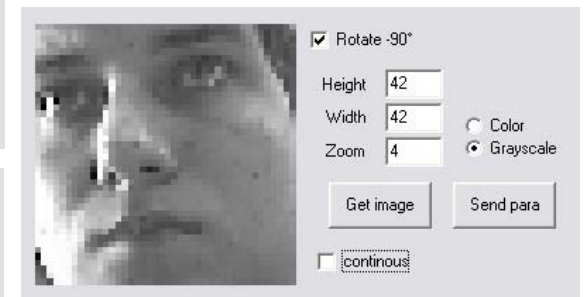 Rotate -90°
Height 42
Width 42
Zoom 4
Color
Grayscale
Get image
Send para
continous